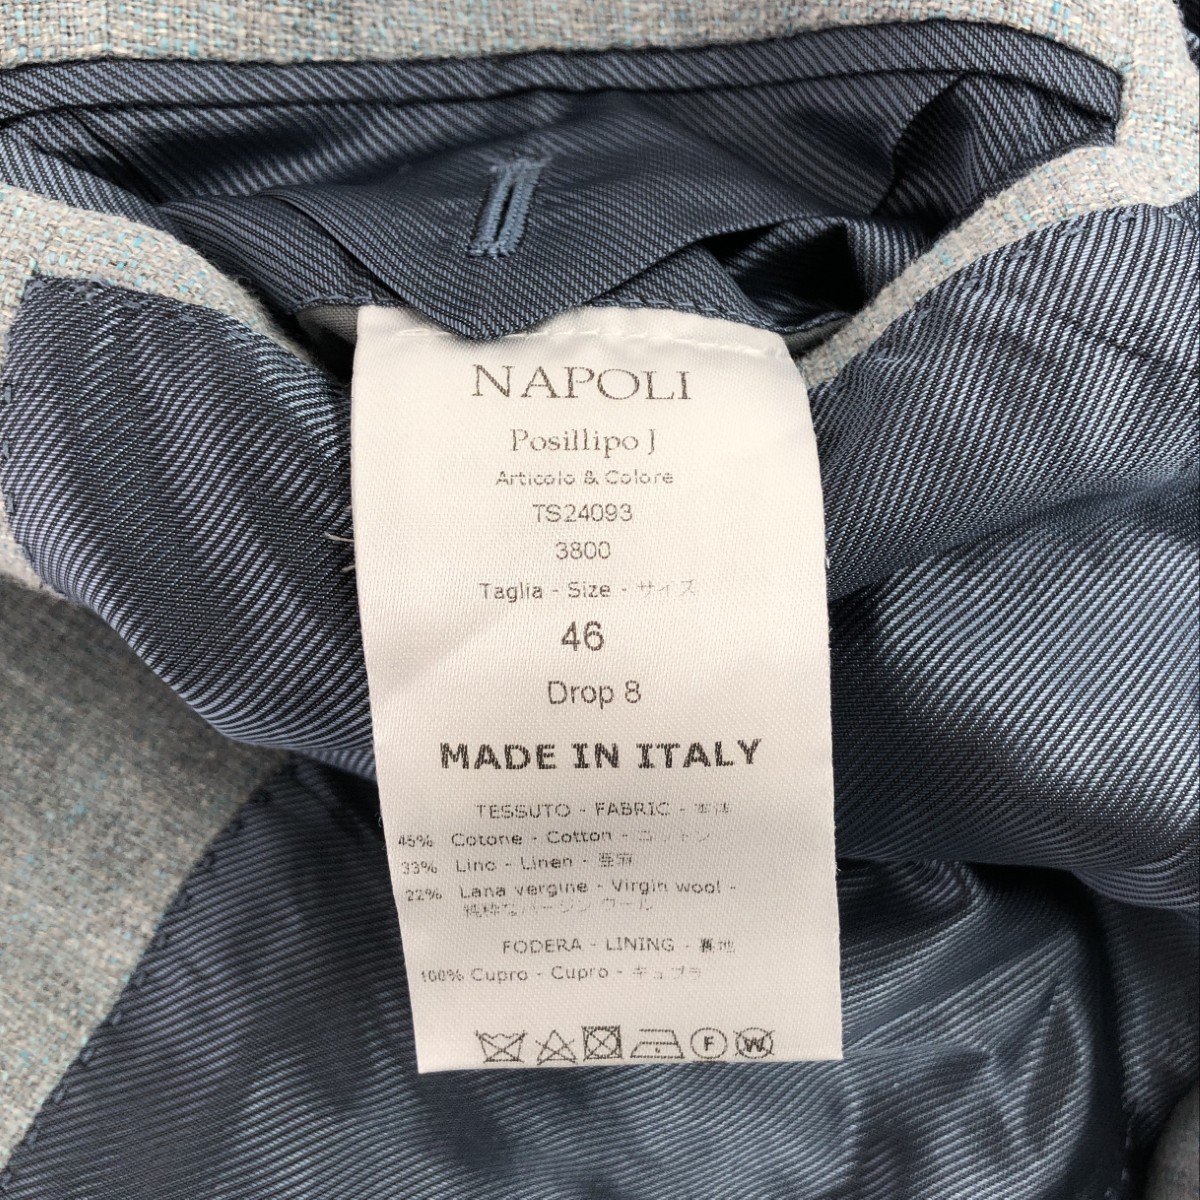 NAPOLI
Posillipo J
Articolo & Colore
TS24093
3800
Taglia - Size - サイズ
46
Drop 8
MADE IN ITALY
TESSUTO - FABRIC -
45% Cotone - Cotton - コットン
33% Lino - Linen - 亜麻
22% Lana vergine - Virgin wool -
純粋なバージンウール
FODERA - LINING - 裏地
100% Cupro - Cupro - キュプラ
F W